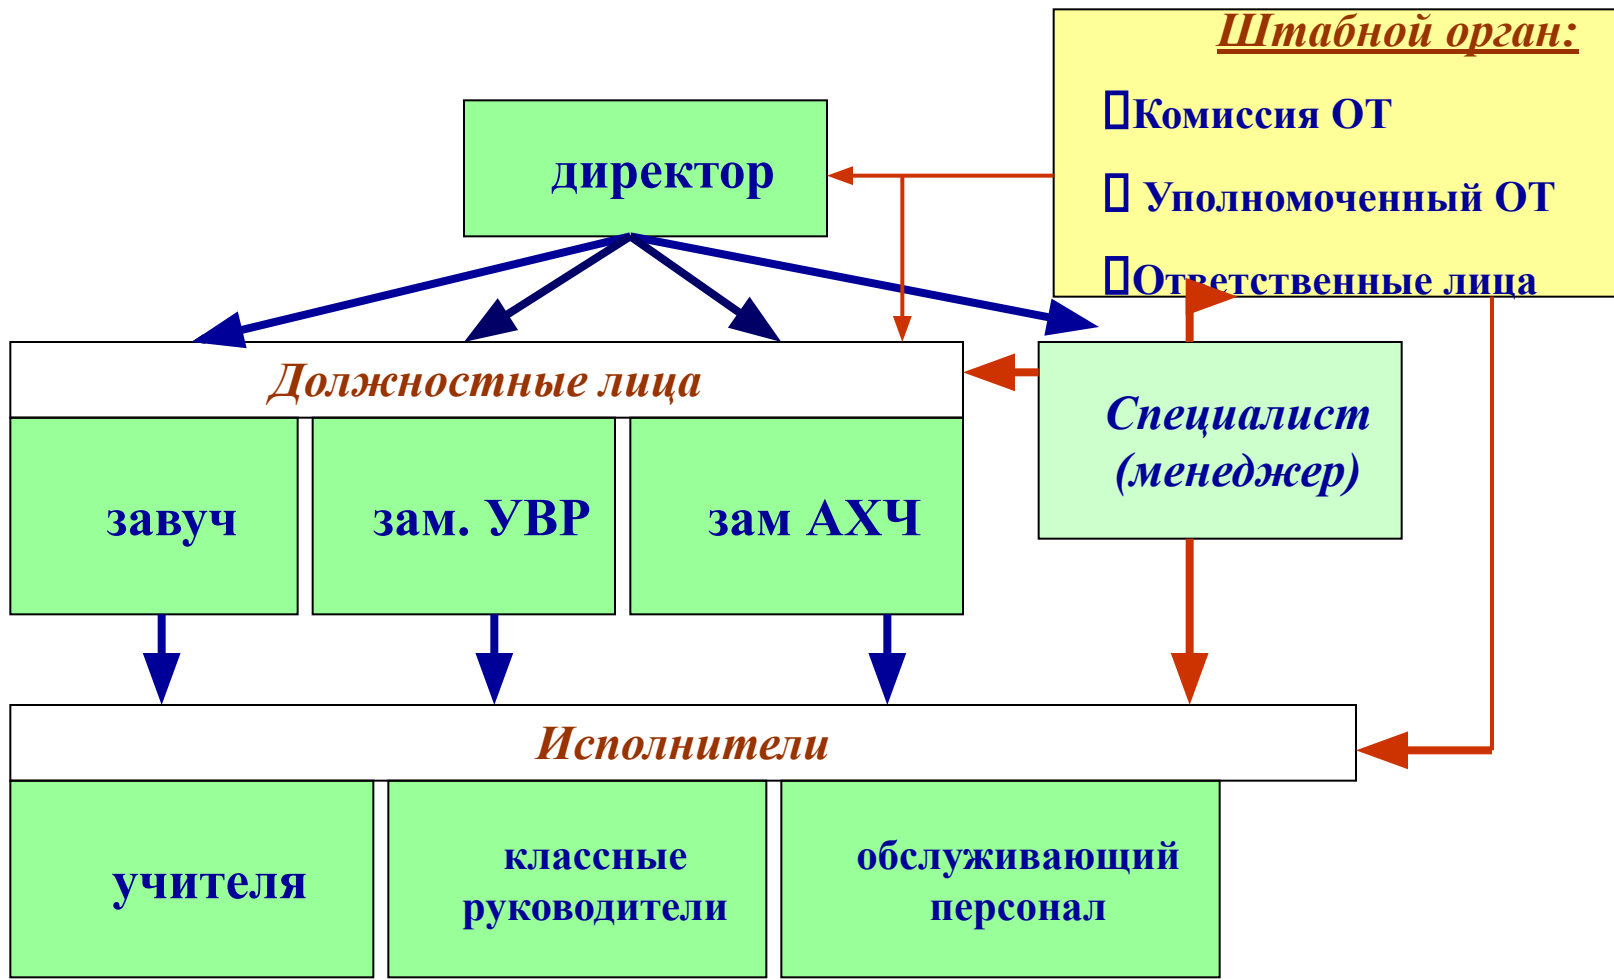 Штабной орган:
Комиссия ОТ
Уполномоченный ОТ
Ответственные лица
директор
Должностные лица
Специалист
(менеджер)
завуч
зам. УВР
зам АХЧ
Исполнители
учителя
классные
руководители
обслуживающий
персонал